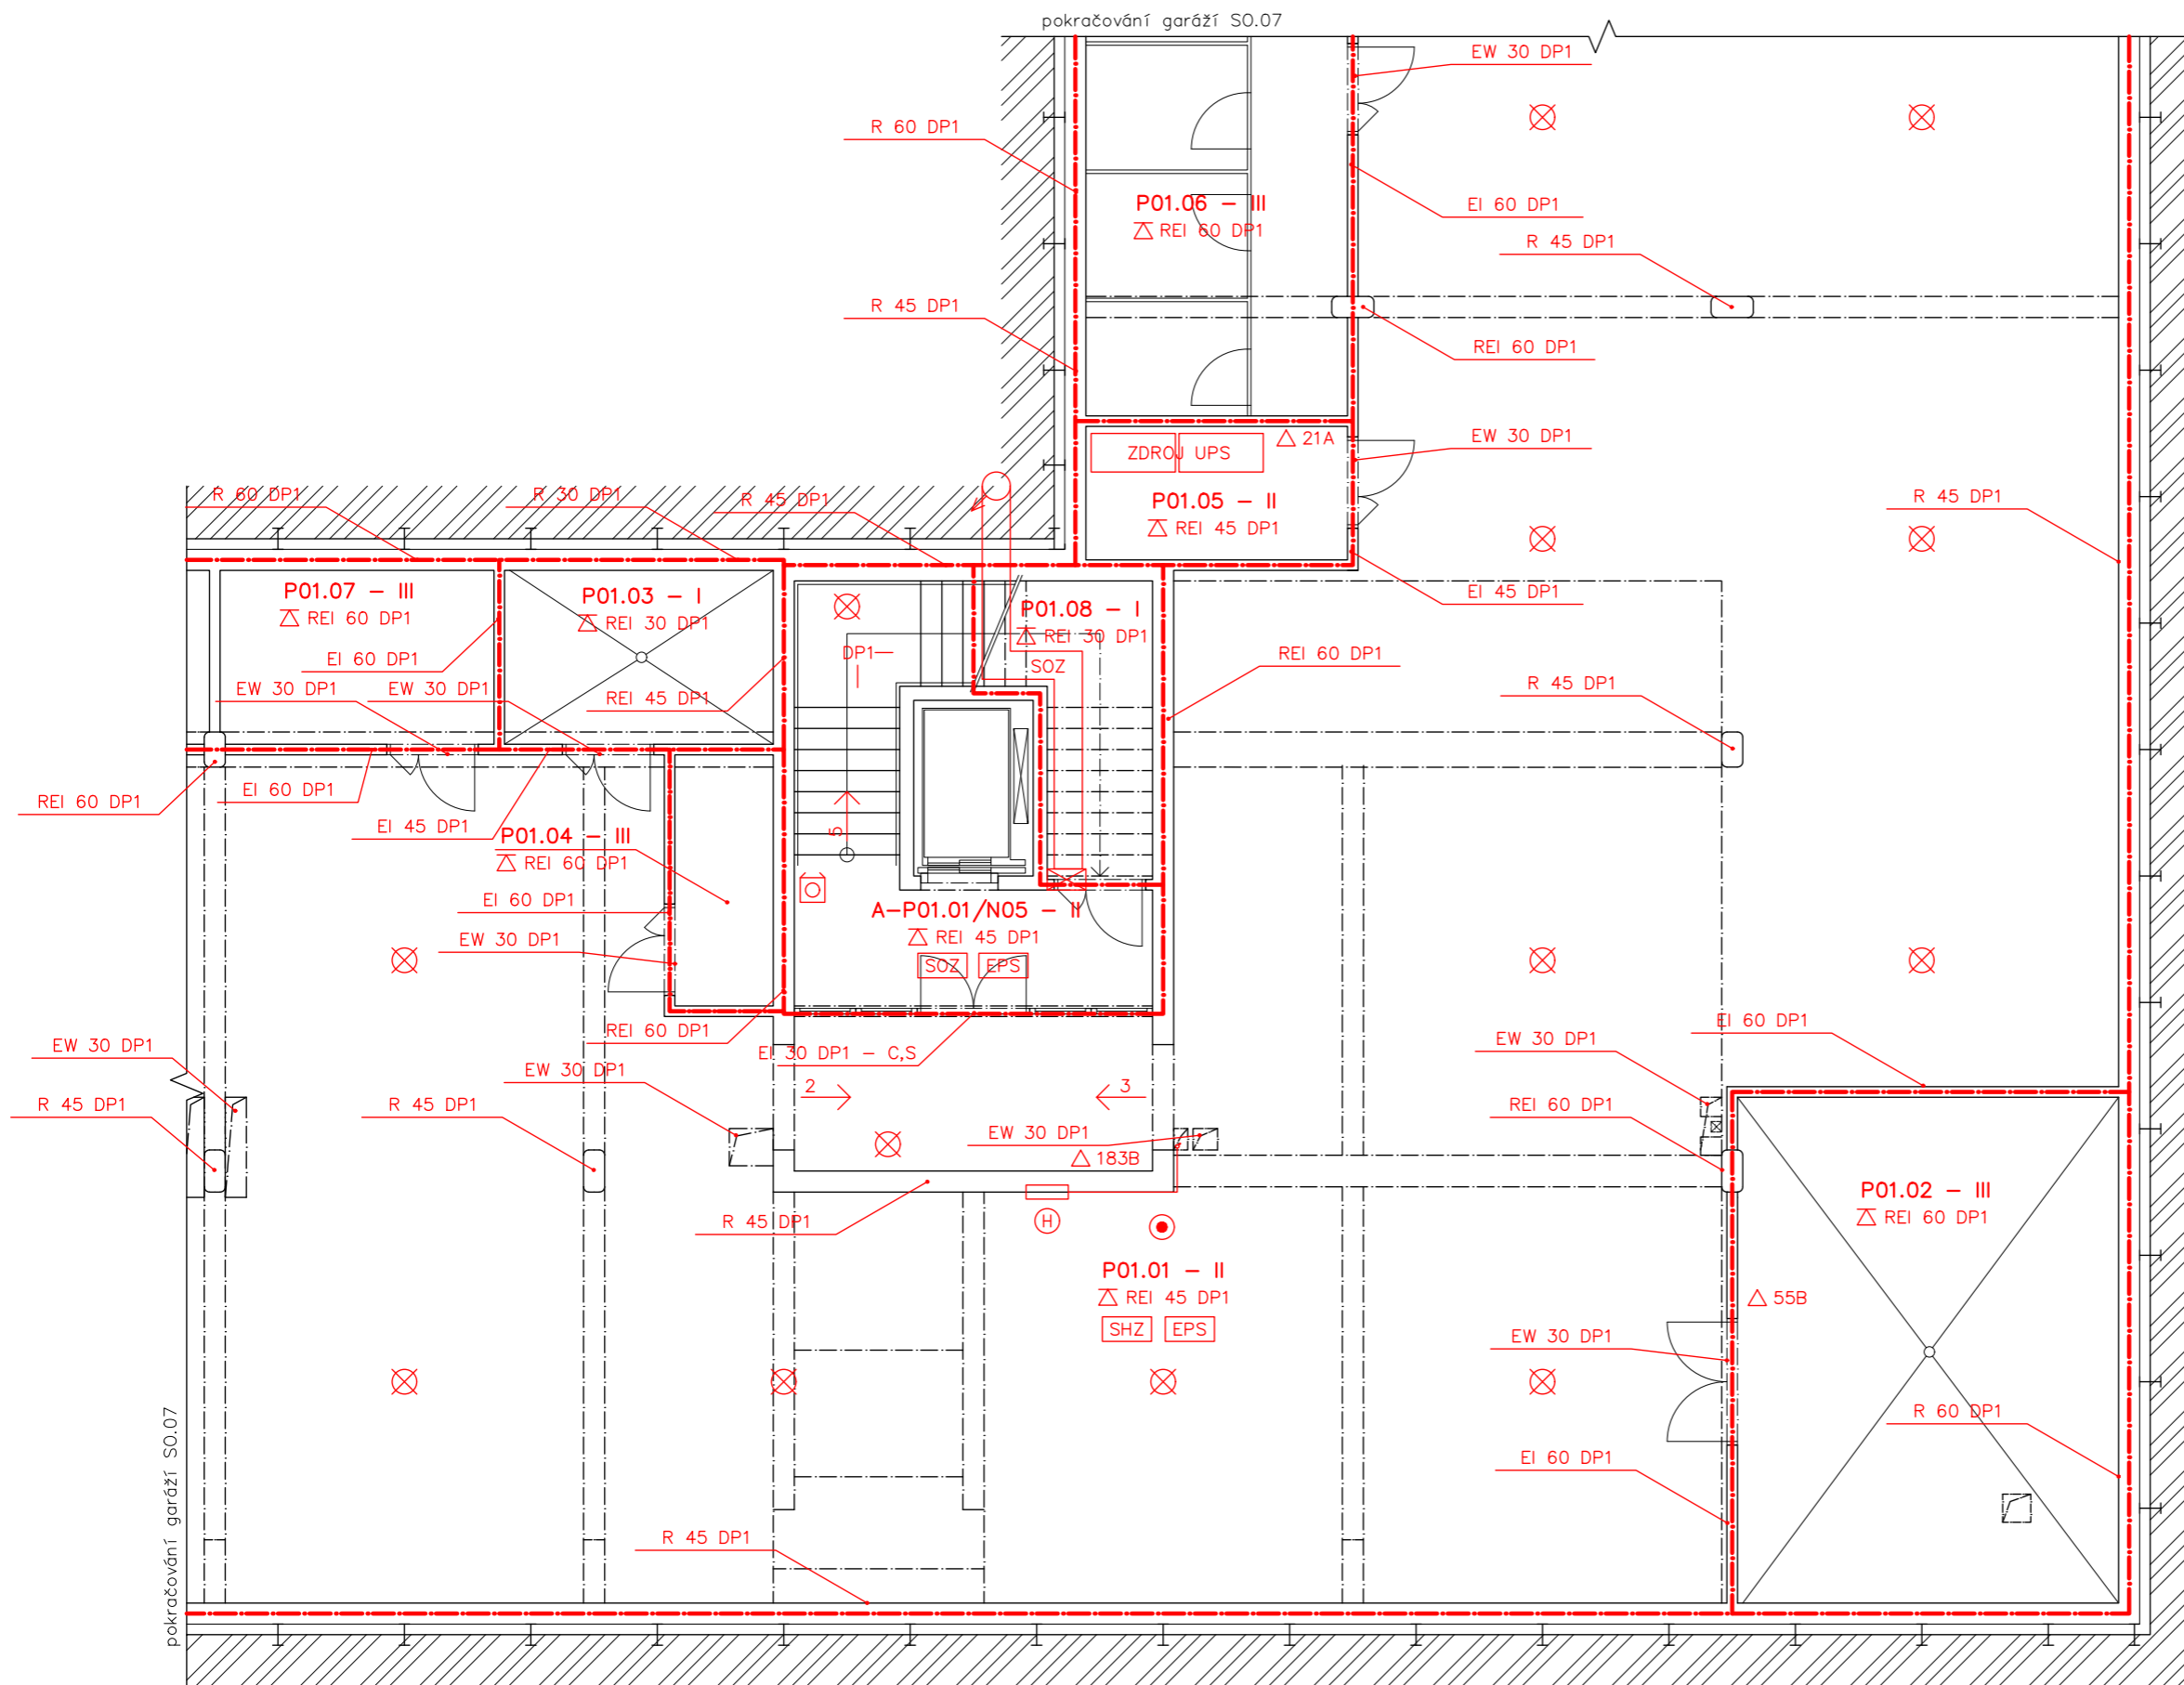 pokračování garáží SO.07
EW 30 DP1
R 60 DP1
P01.06 – III
REI 60 DP1
EI 60 DP1
R 45 DP1
R 45 DP1
REI 60 DP1
EW 30 DP1
21A
ZDROJ UPS
P01.05 – II
REI 45 DP1
R 60 DP1
R 30 DP1
R 45 DP1
R 45 DP1
EI 45 DP1
P01.07 – III
REI 60 DP1
P01.03 – I
REI 30 DP1
P01.08 – I
REI 30 DP1
SOZ
DP1
EI 60 DP1
EW 30 DP1
EW 30 DP1
REI 45 DP1
REI 60 DP1
R 45 DP1
REI 60 DP1
EI 60 DP1
EI 45 DP1
5
P01.04 – III
REI 60 DP1
EI 60 DP1
EW 30 DP1
A–P01.01/N05 – II
REI 45 DP1
SOZ
EPS
REI 60 DP1
EI 30 DP1 – C,S
EW 30 DP1
EI 60 DP1
EW 30 DP1
EW 30 DP1
2
3
R 45 DP1
R 45 DP1
REI 60 DP1
EW 30 DP1
183B
R 45 DP1
H
P01.02 – III
REI 60 DP1
P01.01 – II
REI 45 DP1
SHZ
EPS
55B
EW 30 DP1
R 60 DP1
EI 60 DP1
R 45 DP1
pokračování garáží SO.07